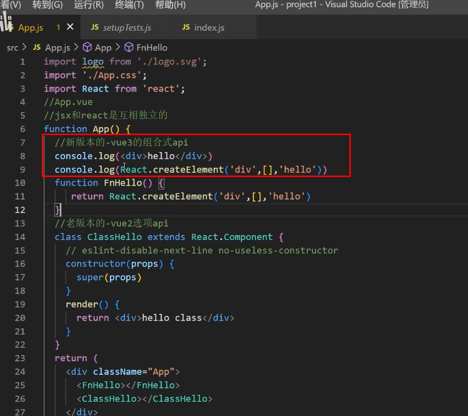 看(V) 转到(G) 运行(R) 终端(T) 帮助(H) App.js - project1 - Visual Studio Code [管理员]
JS App.js 1 JS setupTests.js JS index.js
src > JS App.js > App > FnHello
1 import logo from './logo.svg';
2 import './App.css';
3 import React from 'react';
4 //App.vue
5 //jsx和react是互相独立的
6 function App() {
7 //新版本的-vue3的组合式api
8 console.log(<div>hello</div>)
9 console.log(React.createElement('div',[],'hello'))
10 function FnHello() {
11 return React.createElement('div',[],'hello')
12 }
13 //老版本的-vue2选项api
14 class ClassHello extends React.Component {
15 // eslint-disable-next-line no-useless-constructor
16 constructor(props) {
17 super(props)
18 }
19 render() {
20 return <div>hello class</div>
21 }
22 }
23 return (
24 <div className="App">
25 <FnHello></FnHello>
26 <ClassHello></ClassHello>
27 </div>